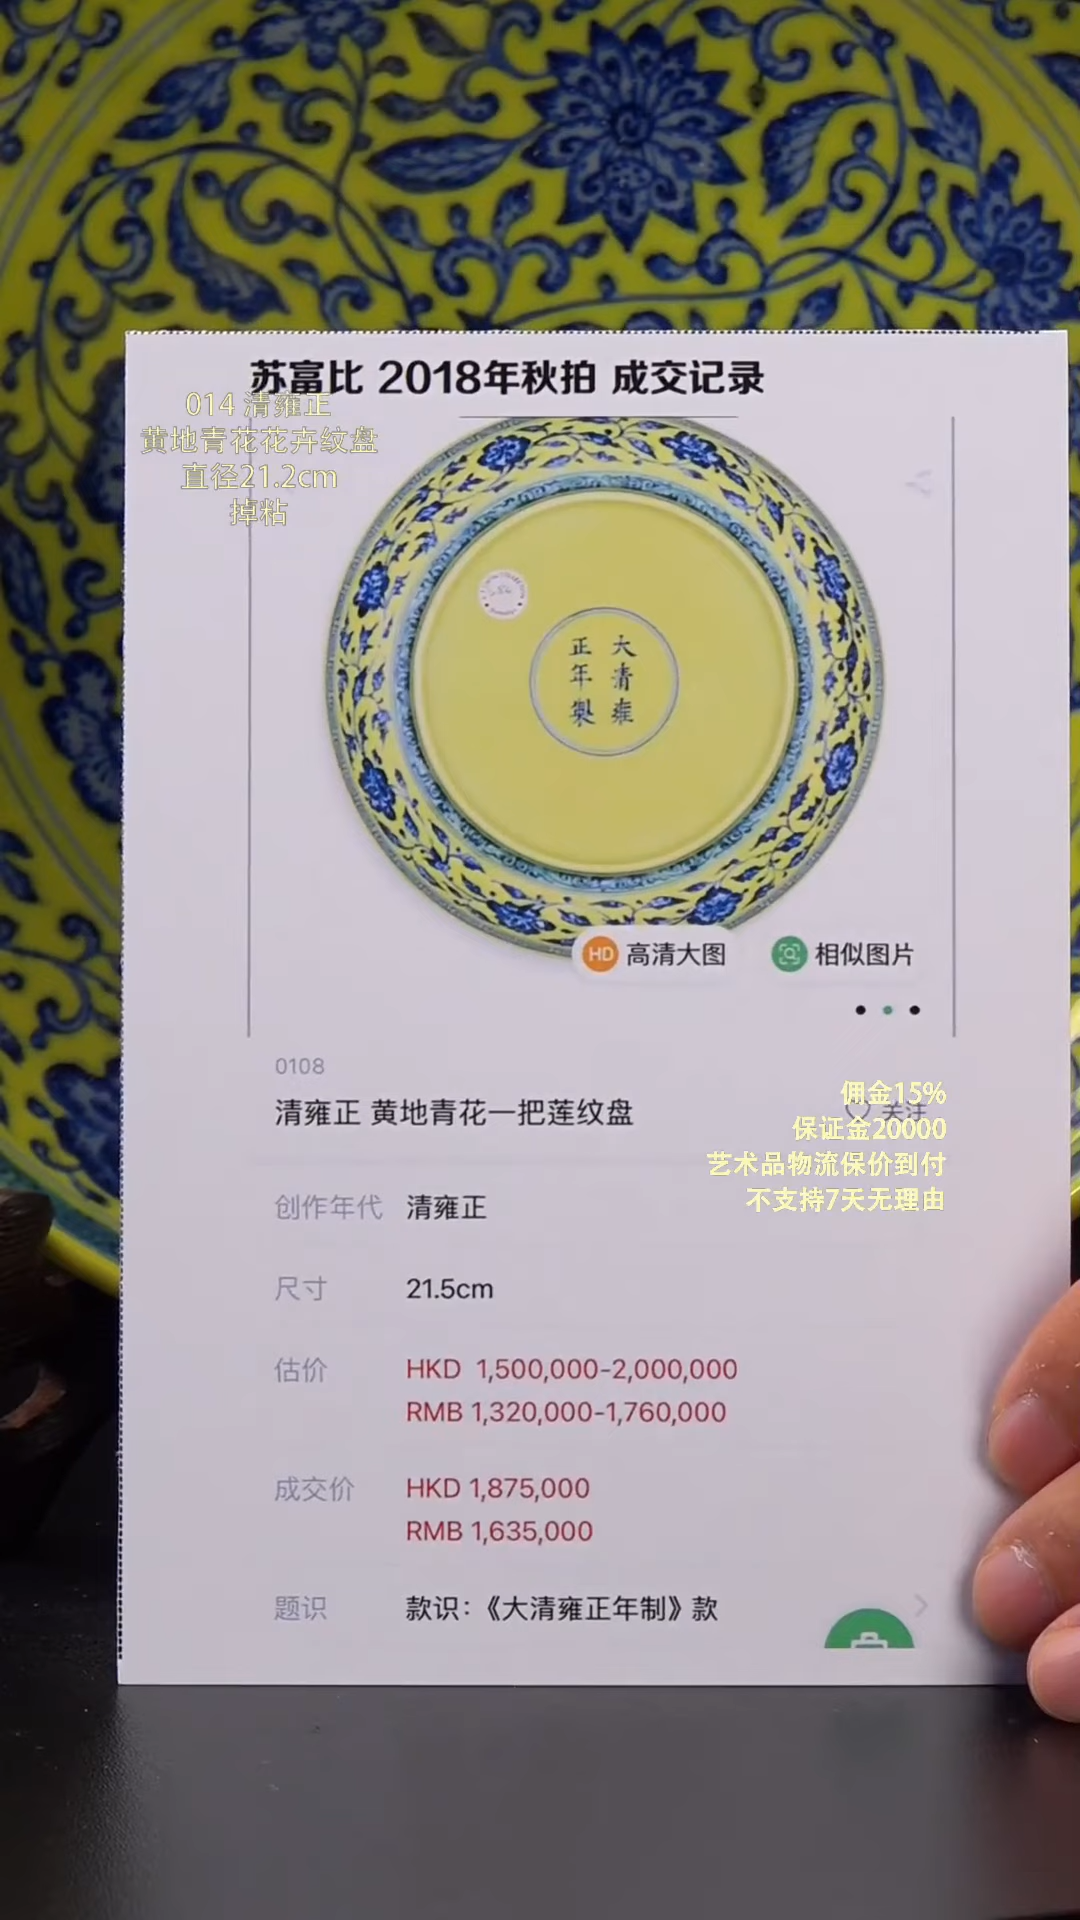 苏富比 2018年秋拍 成交记录
014 清雍正
黄地青花花卉纹盘
直径21.2cm
掉粘
大清雍
正年製
HD 高清大图
相似图片
0108
清雍正 黄地青花一把莲纹盘
关注
佣金15%
保证金20000
艺术品物流保价到付
不支持7天无理由
创作年代 清雍正
尺寸 21.5cm
估价 HKD 1,500,000-2,000,000
RMB 1,320,000-1,760,000
成交价 HKD 1,875,000
RMB 1,635,000
题识 款识：《大清雍正年制》款